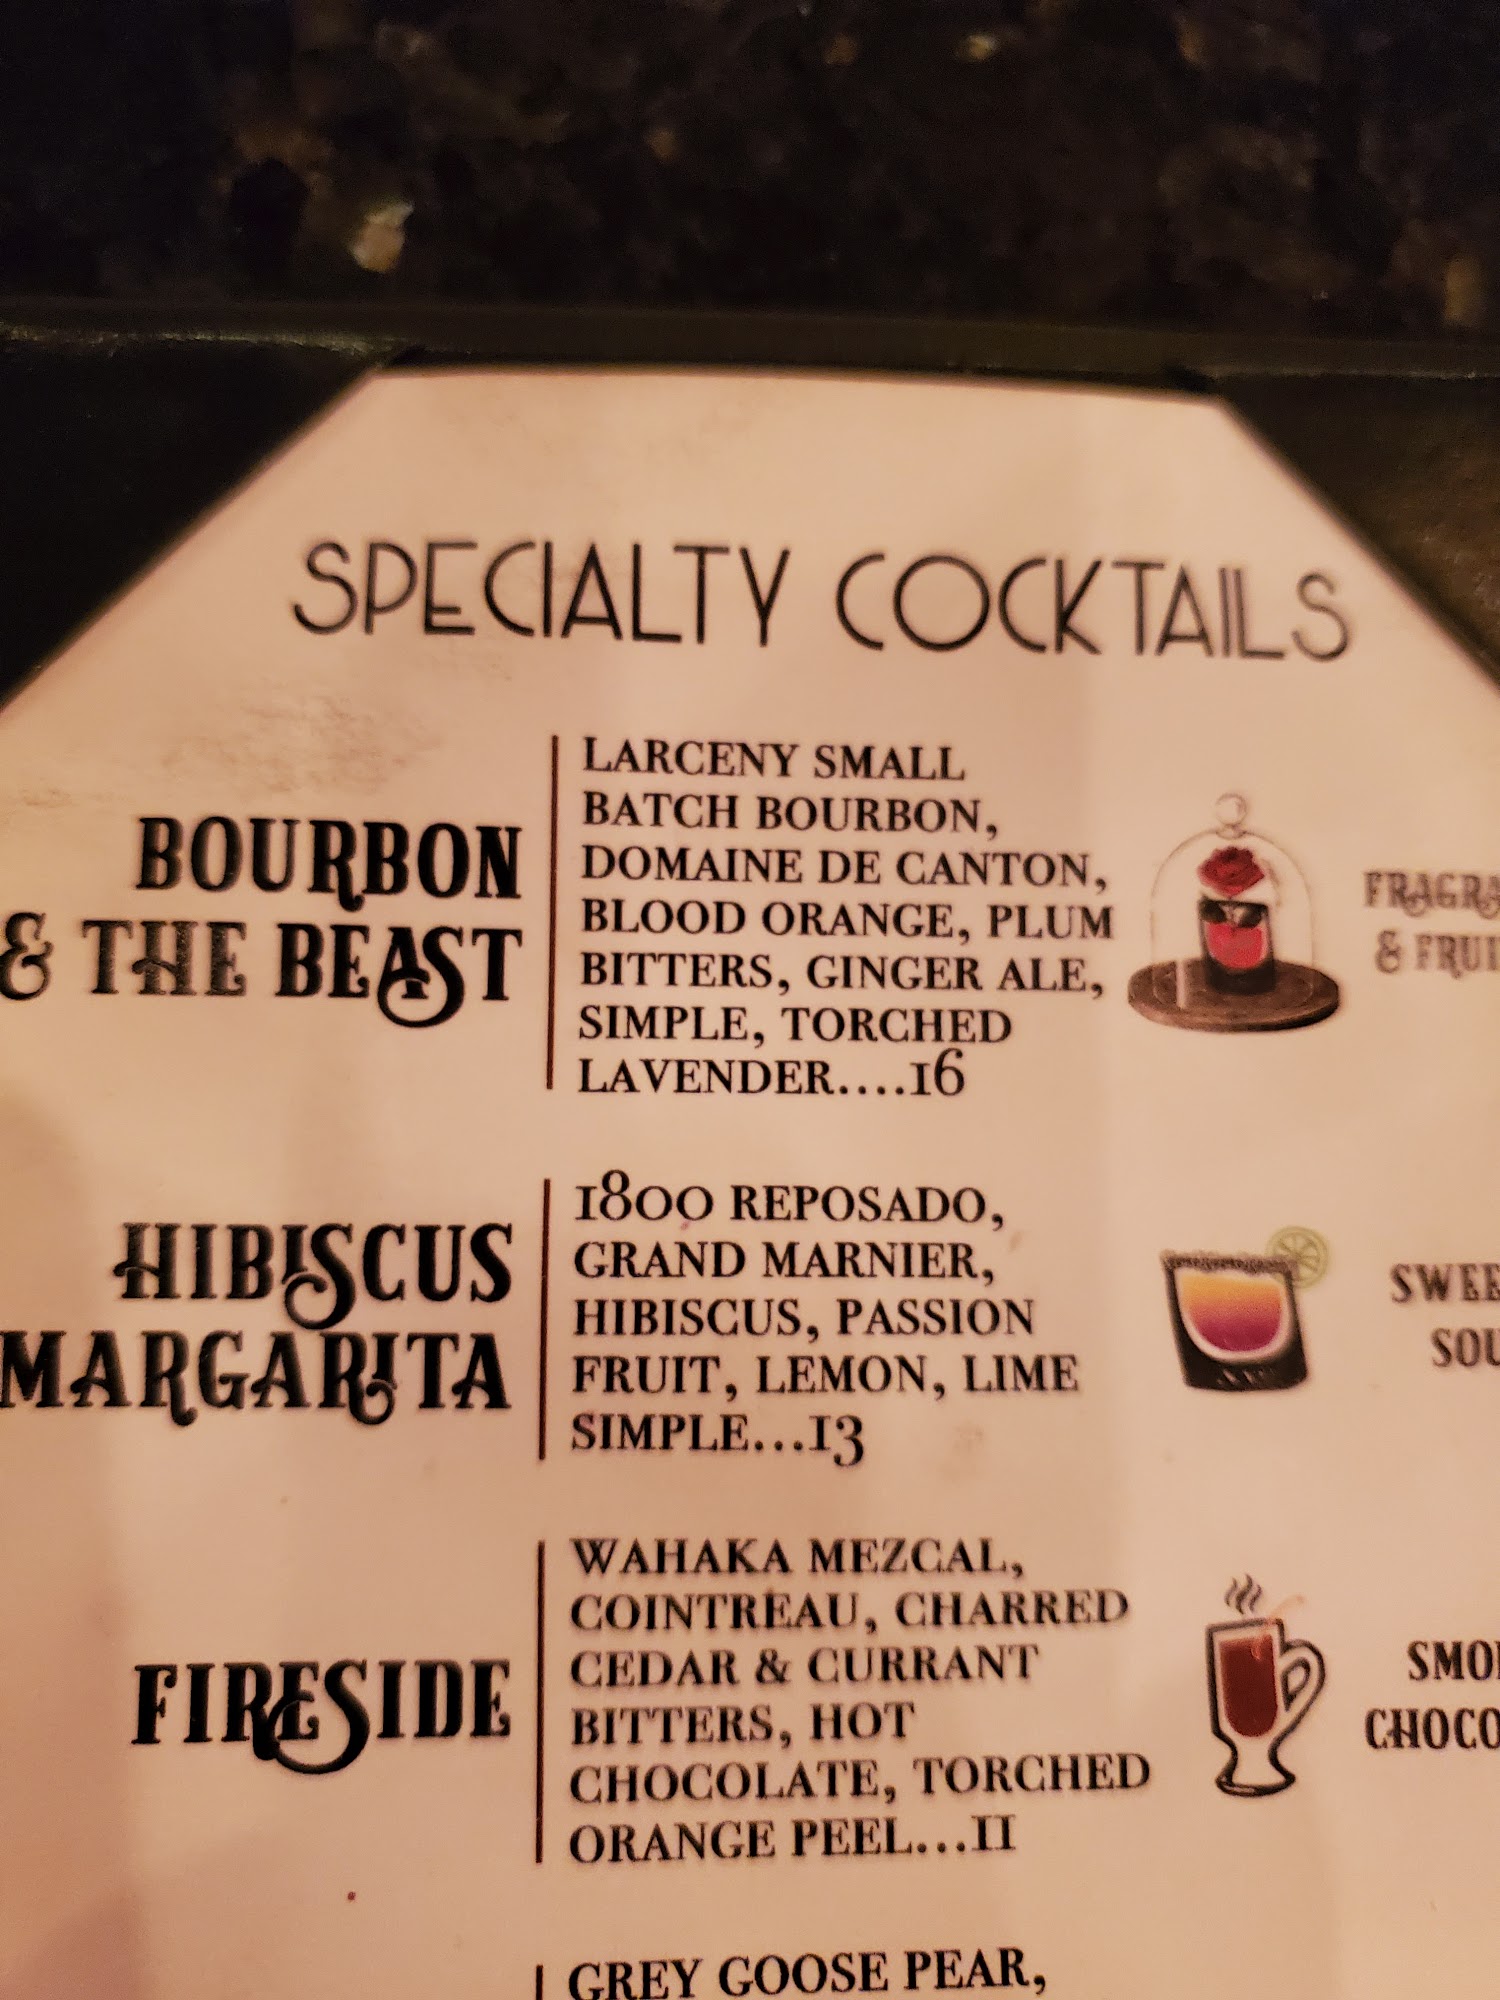 SPECIALTY COCKTAILS
BOURBON
& THE BEAST
LARCENY SMALL
BATCH BOURBON,
DOMAINE DE CANTON,
BLOOD ORANGE, PLUM
BITTERS, GINGER ALE,
SIMPLE, TORCHED
LAVENDER....16
& 
HIBISCUS
MARGARITA
1800 REPOSADO,
GRAND MARNIER,
HIBISCUS, PASSION
FRUIT, LEMON, LIME
SIMPLE...13
FIRESIDE
WAHAKA MEZCAL,
COINTREAU, CHARRED
CEDAR & CURRANT
BITTERS, HOT
CHOCOLATE, TORCHED
ORANGE PEEL...11
GREY GOOSE PEAR,